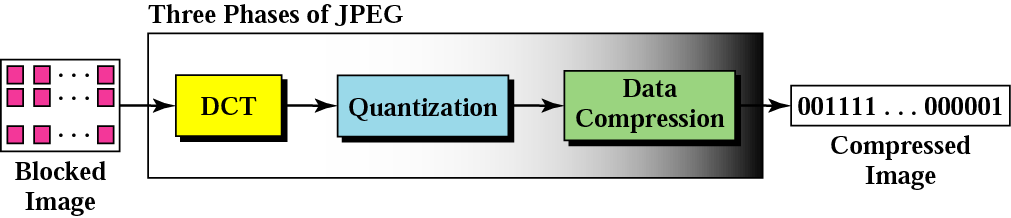 Three Phases of JPEG
· · ·
· · ·
· · ·
Blocked
Image
DCT
Quantization
Data
Compression
001111 . . . 000001
Compressed
Image